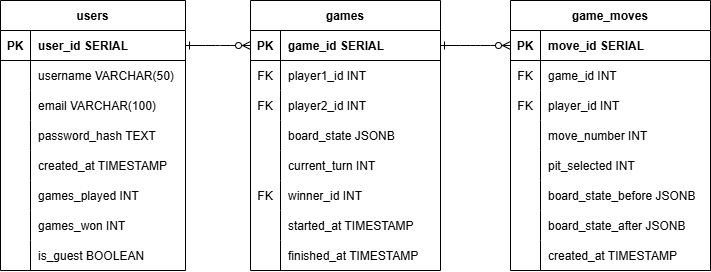 users
PK user_id SERIAL
username VARCHAR(50)
email VARCHAR(100)
password_hash TEXT
created_at TIMESTAMP
games_played INT
games_won INT
is_guest BOOLEAN
games
PK game_id SERIAL
FK player1_id INT
FK player2_id INT
board_state JSONB
current_turn INT
FK winner_id INT
started_at TIMESTAMP
finished_at TIMESTAMP
game_moves
PK move_id SERIAL
FK game_id INT
FK player_id INT
move_number INT
pit_selected INT
board_state_before JSONB
board_state_after JSONB
created_at TIMESTAMP